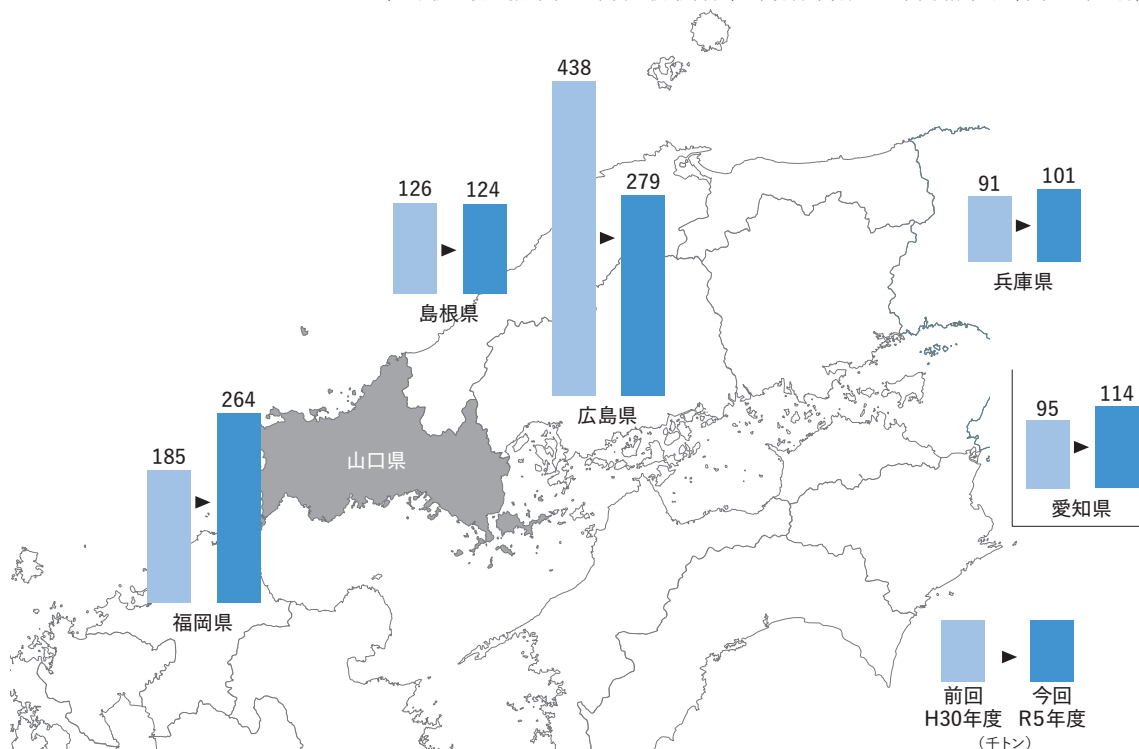 438
279
126
124
91
101
兵庫県
島根県
広島県
95
114
愛知県
山口県
185
264
福岡県
前回
H30年度
今回
R5年度
（千トン）